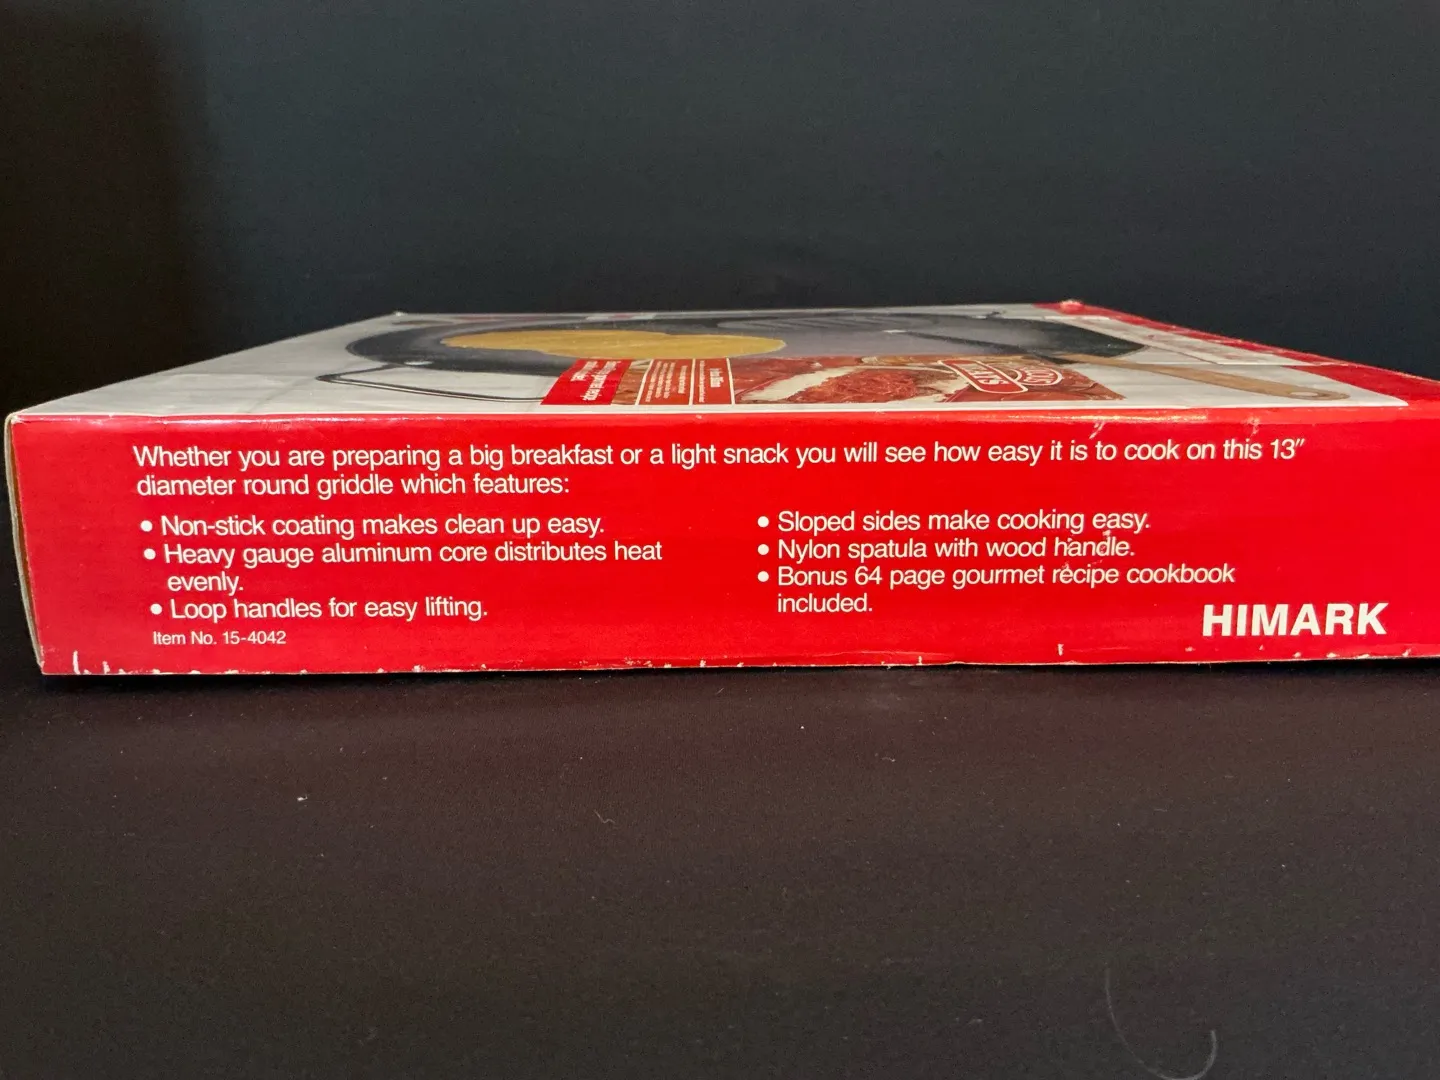 Whether you are preparing a big breakfast or a light snack you will see how easy it is to cook on this 13"
diameter round griddle which features:
• Non-stick coating makes clean up easy.
• Heavy gauge aluminum core distributes heat
evenly.
• Loop handles for easy lifting.
Item No. 15-4042
• Sloped sides make cooking easy.
• Nylon spatula with wood handle.
• Bonus 64 page gourmet recipe cookbook
included.
HIMARK